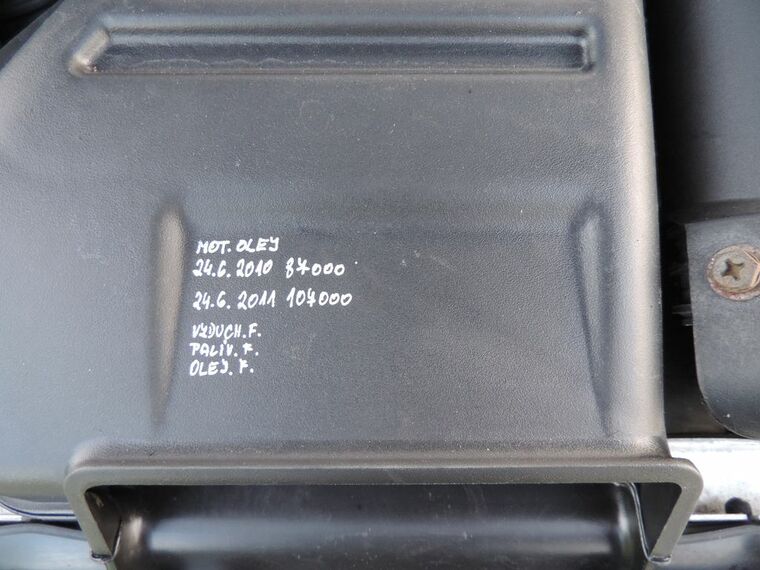 MOT. OLEJ
24.6.2010 87000
24.6.2011 107000
VZDUCH.F.
PALIV.F.
OLEJ.F.